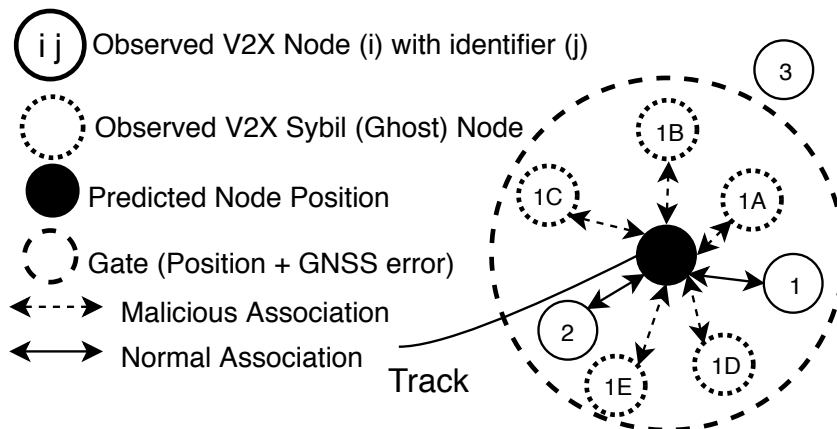 i j Observed V2X Node (i) with identifier (j)
Observed V2X Sybil (Ghost) Node
Predicted Node Position
Gate (Position + GNSS error)
Malicious Association
Normal Association
Track
3
1B
1C
1A
1
2
1D
1E